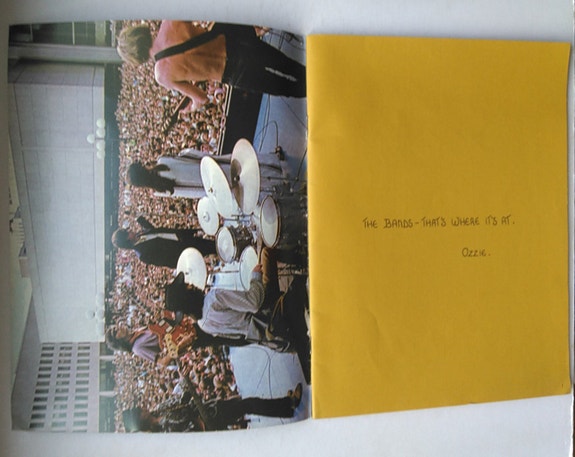 THE BANDS - THAT'S WHERE IT'S AT.
OZZIE.